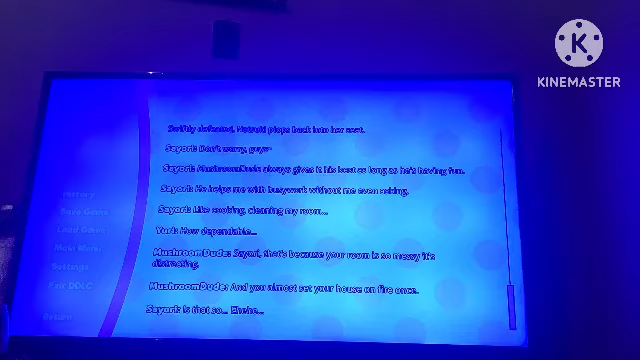 KINEMASTER
Swiftly defeated, Natsuki plops back into her seat.
Sayori: Don't worry, guys~
Sayori: MushroomDude always gives it his best as long as he's having fun.
Sayori: He helps me with busywork without me even asking.
Sayori: Like cooking, cleaning my room...
Yuri: How dependable...
MushroomDude: Sayori, that's because your room is so messy it's
distracting.
MushroomDude: And you almost set your house on fire once.
Sayori: Is that so... Ehehe...
History
Save Game
Load Game
Main Menu
Settings
Exit DDLC
Return